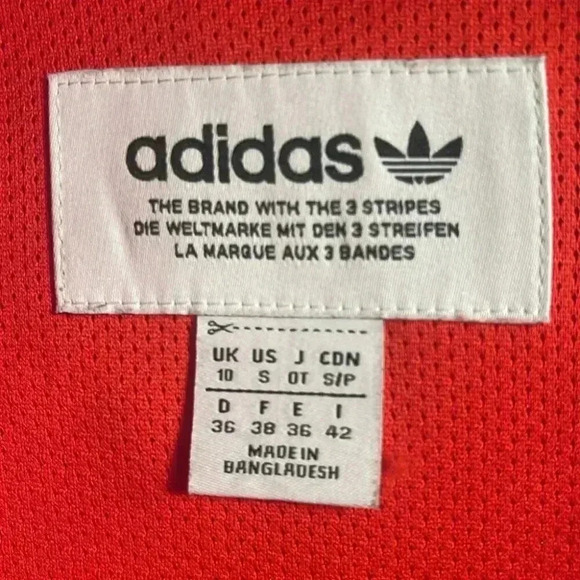 adidas
THE BRAND WITH THE 3 STRIPES
DIE WELTMARKE MIT DEN 3 STREIFEN
LA MARQUE AUX 3 BANDES
UK US J CDN
10 S OT S/P
D F E I
36 38 36 42
MADE IN
BANGLADESH